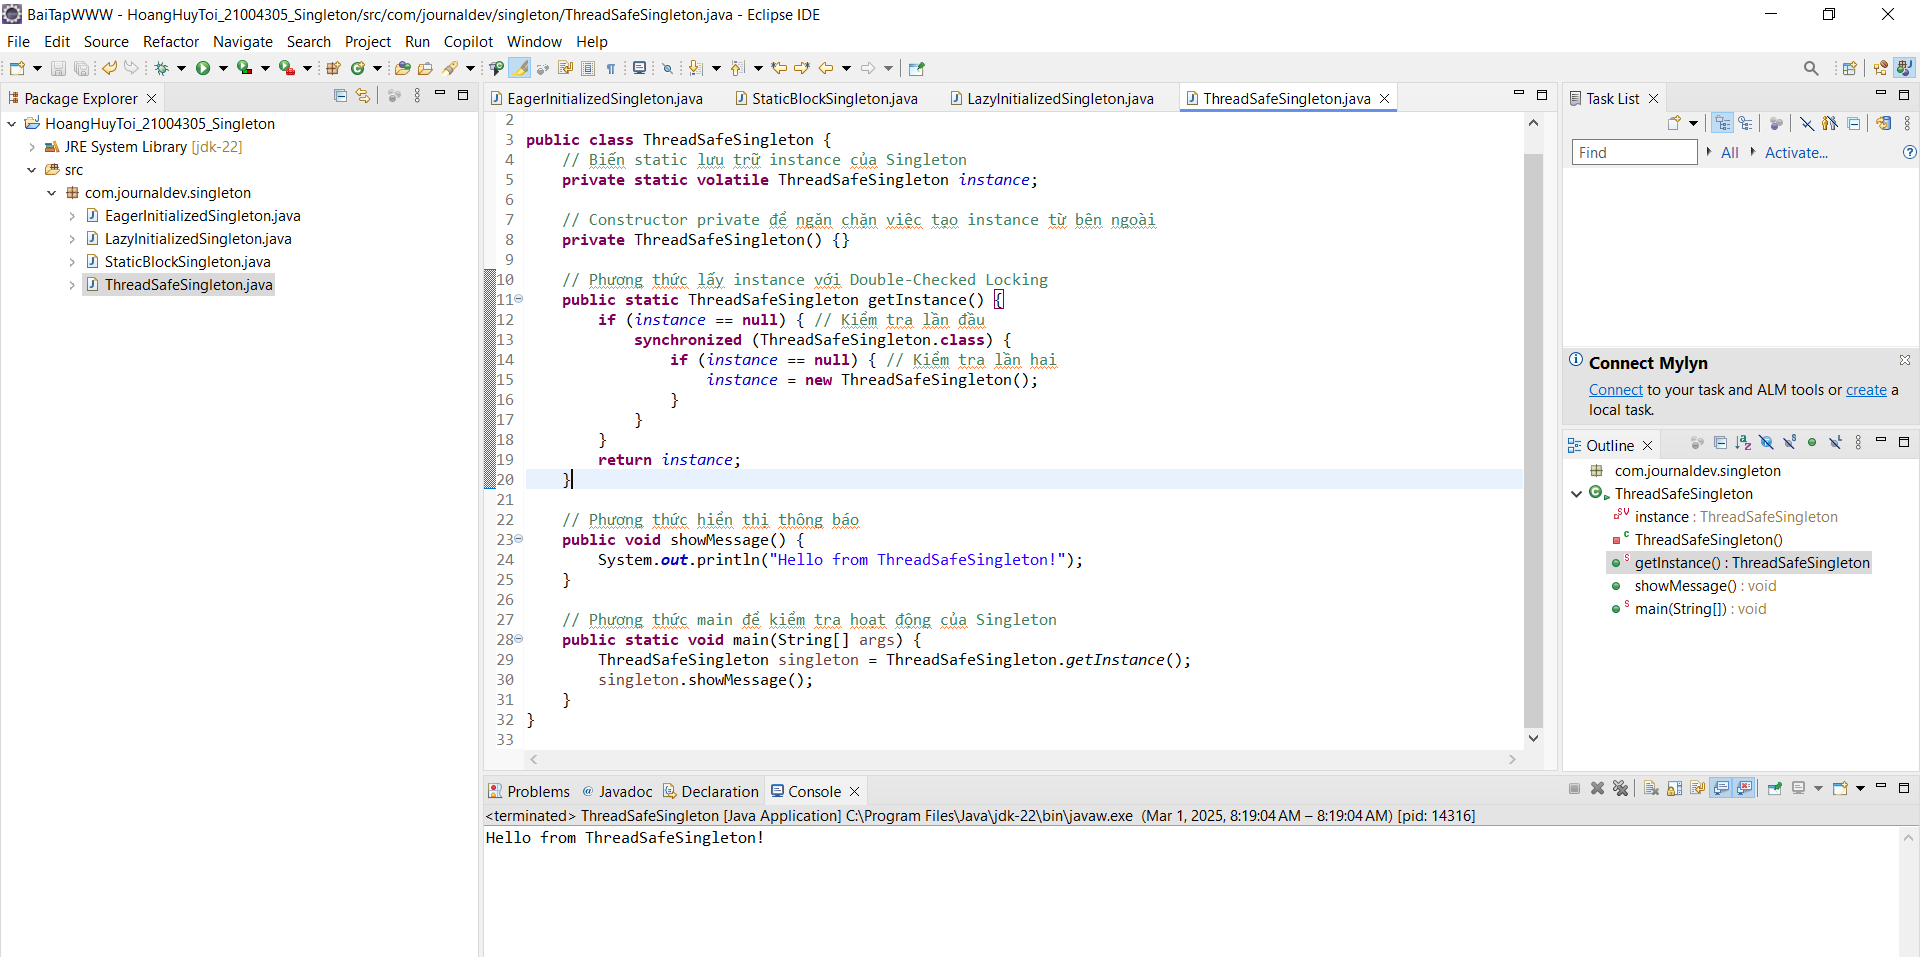 BaiTapWWW - HoangHuyToi_21004305_Singleton/src/com/journaldev/singleton/ThreadSafeSingleton.java - Eclipse IDE
File Edit Source Refactor Navigate Search Project Run Copilot Window Help
Package Explorer
HoangHuyToi_21004305_Singleton
JRE System Library [jdk-22]
src
com.journaldev.singleton
EagerInitializedSingleton.java
LazyInitializedSingleton.java
StaticBlockSingleton.java
ThreadSafeSingleton.java
EagerInitializedSingleton.java StaticBlockSingleton.java LazyInitializedSingleton.java ThreadSafeSingleton.java
2
3 public class ThreadSafeSingleton {
4 // Biến static lưu trữ instance của Singleton
5 private static volatile ThreadSafeSingleton instance;
6
7 // Constructor private để ngăn chặn việc tạo instance từ bên ngoài
8 private ThreadSafeSingleton() {}
9
10 // Phương thức lấy instance với Double-Checked Locking
11 public static ThreadSafeSingleton getInstance() {
12 if (instance == null) { // Kiểm tra lần đầu
13 synchronized (ThreadSafeSingleton.class) {
14 if (instance == null) { // Kiểm tra lần hai
15 instance = new ThreadSafeSingleton();
16 }
17 }
18 }
19 return instance;
20 }
21
22 // Phương thức hiển thị thông báo
23 public void showMessage() {
24 System.out.println("Hello from ThreadSafeSingleton!");
25 }
26
27 // Phương thức main để kiểm tra hoạt động của Singleton
28 public static void main(String[] args) {
29 ThreadSafeSingleton singleton = ThreadSafeSingleton.getInstance();
30 singleton.showMessage();
31 }
32 }
33
Task List
Find All Activate...
Connect Mylyn
Connect to your task and ALM tools or create a
local task.
Outline
com.journaldev.singleton
ThreadSafeSingleton
instance : ThreadSafeSingleton
ThreadSafeSingleton()
getInstance() : ThreadSafeSingleton
showMessage() : void
main(String[]) : void
Problems Javadoc Declaration Console
<terminated> ThreadSafeSingleton [Java Application] C:\Program Files\Java\jdk-22\bin\javaw.exe (Mar 1, 2025, 8:19:04 AM – 8:19:04 AM) [pid: 14316]
Hello from ThreadSafeSingleton!